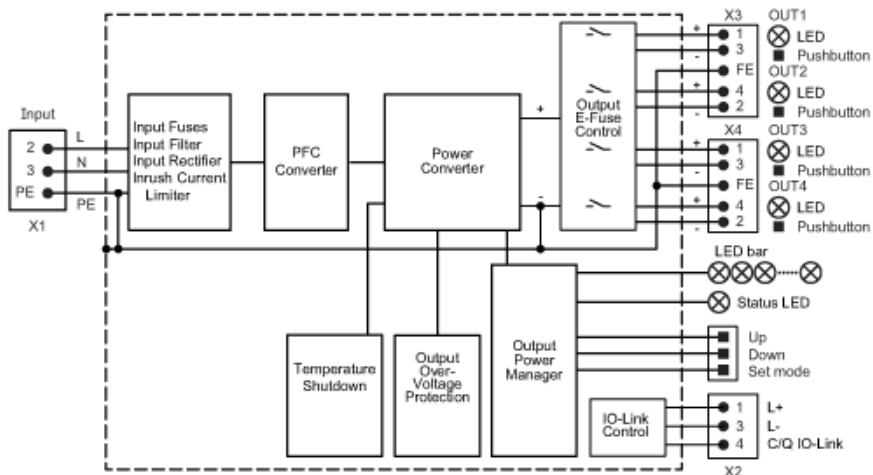 Input
2
L
3
N
PE
PE
X1
Input Fuses
Input Filter
Input Rectifier
Inrush Current
Limiter
PFC
Converter
Power
Converter
+
-
Output
E-Fuse
Control
Temperature
Shutdown
Output
Over-
Voltage
Protection
Output
Power
Manager
IO-Link
Control
X3
OUT1
+
1
LED
3
-
Pushbutton
FE
OUT2
+
4
LED
2
-
Pushbutton
X4
OUT3
+
1
LED
3
-
Pushbutton
FE
OUT4
+
4
LED
2
-
Pushbutton
LED bar
Status LED
Up
Down
Set mode
1
L+
3
L-
4
C/Q IO-Link
X2